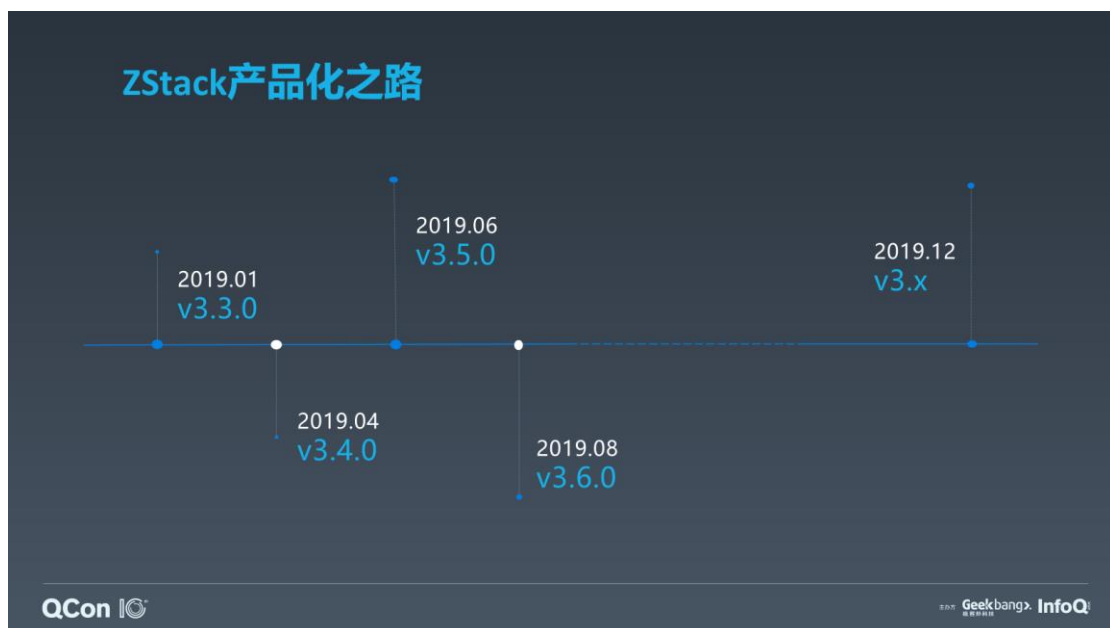 ZStack产品化之路
2019.01
v3.3.0
2019.04
v3.4.0
2019.06
v3.5.0
2019.08
v3.6.0
2019.12
v3.x
QCon 10
Geekbang>. InfoQ